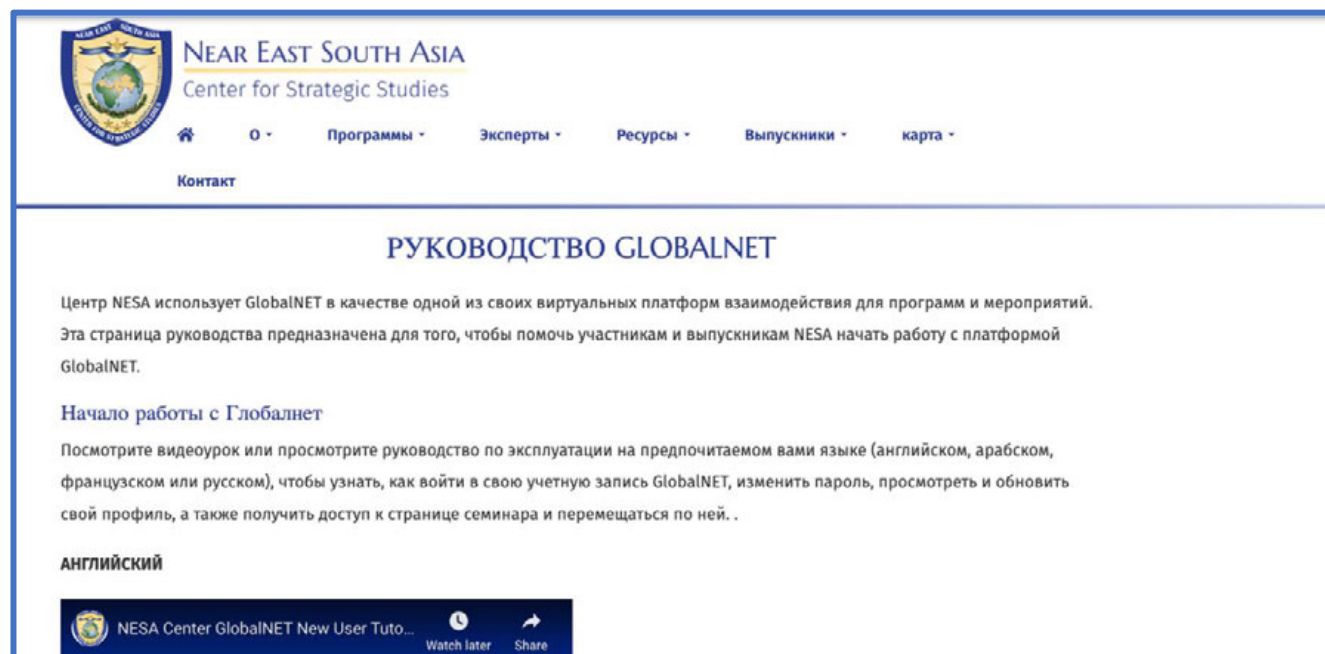 NEAR EAST SOUTH ASIA
Center for Strategic Studies
О
Программы
Эксперты
Ресурсы
Выпускники
карта
Контакт
РУКОВОДСТВО GLOBALNET
Центр NESA использует GlobalNET в качестве одной из своих виртуальных платформ взаимодействия для программ и мероприятий.
Эта страница руководства предназначена для того, чтобы помочь участникам и выпускникам NESA начать работу с платформой
GlobalNET.
Начало работы с Глобалнет
Посмотрите видеоурок или просмотрите руководство по эксплуатации на предпочитаемом вами языке (английском, арабском,
французском или русском), чтобы узнать, как войти в свою учетную запись GlobalNET, изменить пароль, просмотреть и обновить
свой профиль, а также получить доступ к странице семинара и перемещаться по ней. .
АНГЛИЙСКИЙ
NESA Center GlobalNET New User Tuto...
Watch later
Share